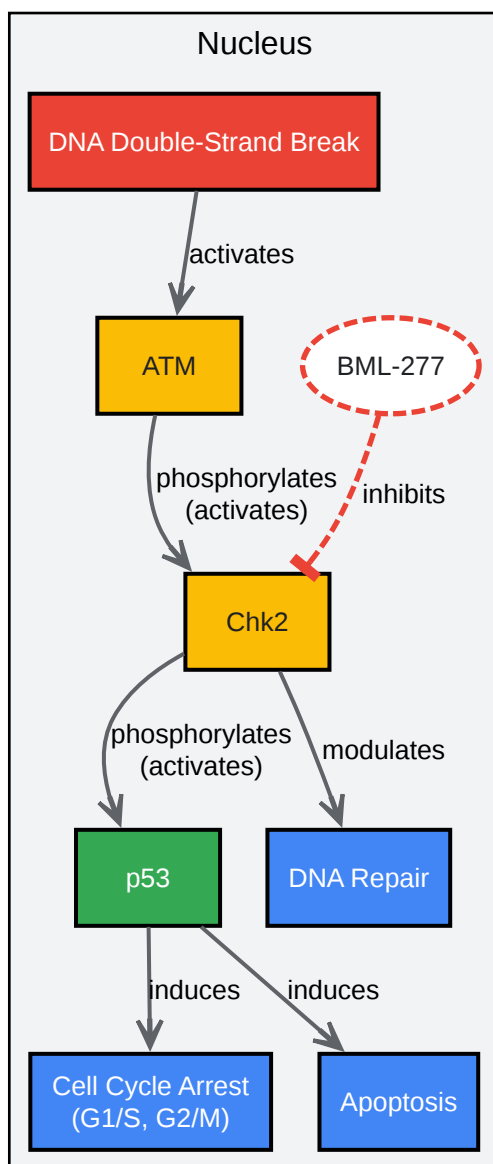 Nucleus
DNA Double-Strand Break
activates
ATM
BML-277
phosphorylates
(activates)
inhibits
Chk2
phosphorylates
(activates)
modulates
p53
DNA Repair
induces
induces
Cell Cycle Arrest
(G1/S, G2/M)
Apoptosis